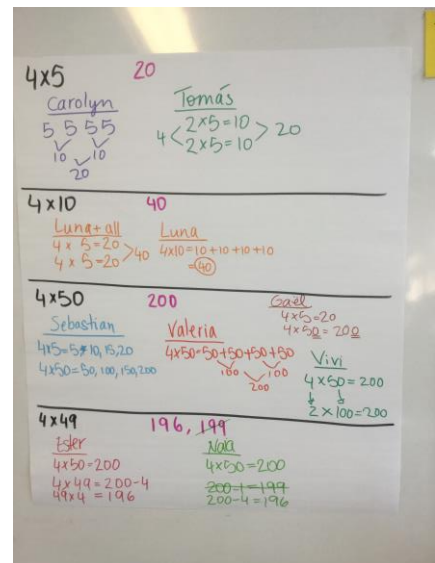 4x5 20
Carolyn
5 5 5 5
10 10
20
Tomás
4 < 2x5=10 > 20
2x5=10
4x10 40
Luna + all
4 x 5=20 >40
4 x 5=20
Luna
4x10=10+10+10+10
=40
4x50 200
Sebastian
4x5=5, 10, 15, 20
4x50=50, 100, 150, 200
Valeria
4x50=50+50+50+50
100 100
200
Gael
4x5=20
4x50=200
Vivi
4x50=200
2 x 100=200
4x49 196, 199
Ester
4x50=200
4x49=200-4
49x4=196
Nala
4x50=200
200-1=199
200-4=196